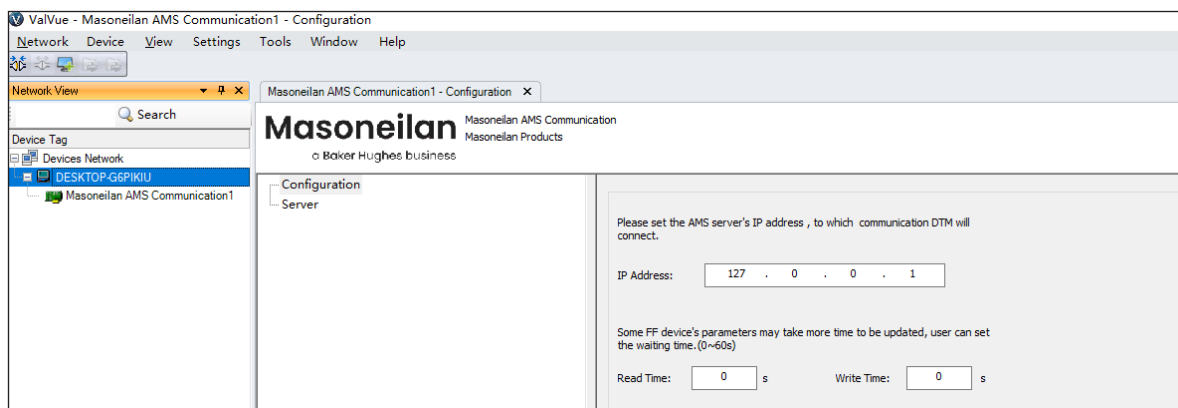 ValVue - Masoneilan AMS Communication1 - Configuration
Network Device View Settings Tools Window Help
Network View
Search
Device Tag
Devices Network
DESKTOP-G6PIKIU
Masoneilan AMS Communication1
Masoneilan AMS Communication1 - Configuration
Masoneilan
a Baker Hughes business
Masoneilan AMS Communication
Masoneilan Products
Configuration
Server
Please set the AMS server's IP address , to which communication DTM will
connect.
IP Address: 127 . 0 . 0 . 1
Some FF device's parameters may take more time to be updated, user can set
the waiting time.(0~60s)
Read Time: 0 s Write Time: 0 s